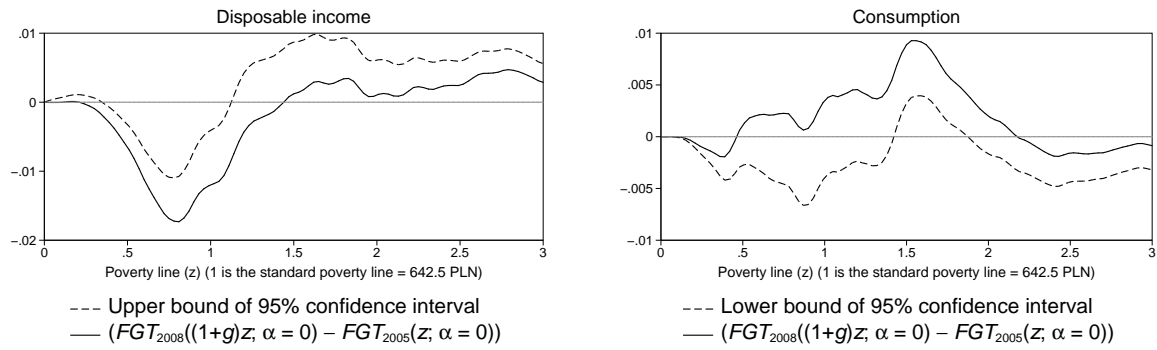 Disposable income
.01
0
–.01
–.02
0
.5
1
1.5
2
2.5
3
Poverty line (z) (1 is the standard poverty line = 642.5 PLN)
Upper bound of 95% confidence interval
(FGT2008((1+g)z; α = 0) – FGT2005(z; α = 0))
Consumption
.01
.005
0
–.005
–.01
0
.5
1
1.5
2
2.5
3
Poverty line (z) (1 is the standard poverty line = 642.5 PLN)
Lower bound of 95% confidence interval
(FGT2008((1+g)z; α = 0) – FGT2005(z; α = 0))